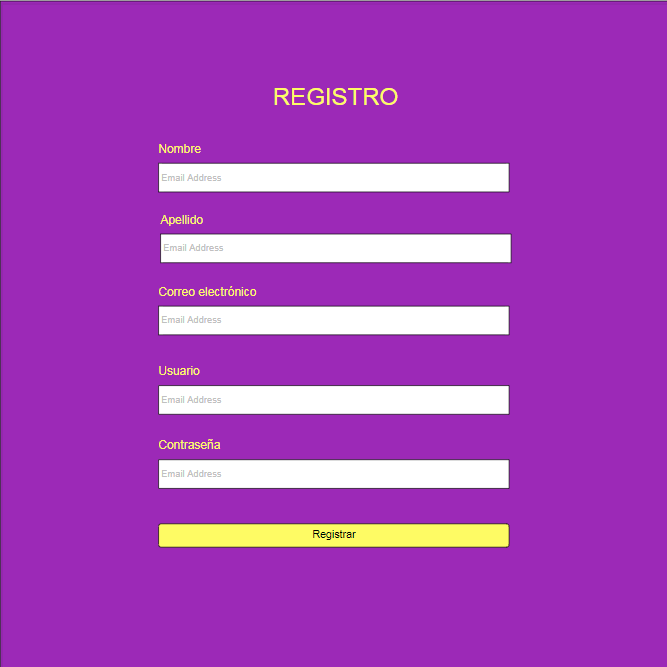 REGISTRO
Nombre
Email Address
Apellido
Email Address
Correo electrónico
Email Address
Usuario
Email Address
Contraseña
Email Address
Registrar